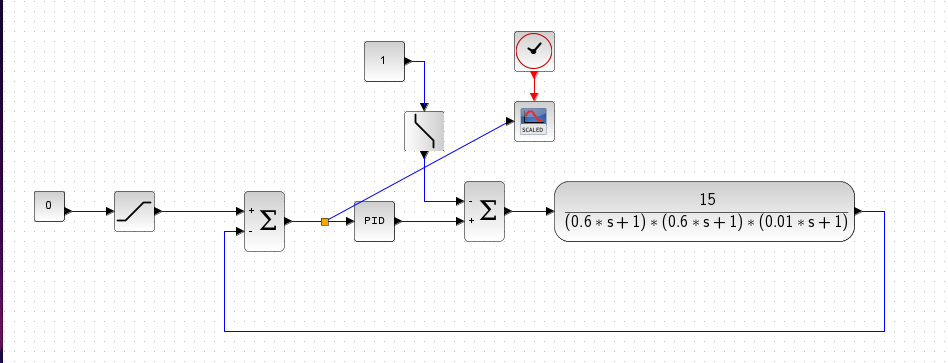 1
SCALED
0
+
-
Σ
PID
-
+
Σ
15
(0.6∗s+1)∗(0.6∗s+1)∗(0.01∗s+1)